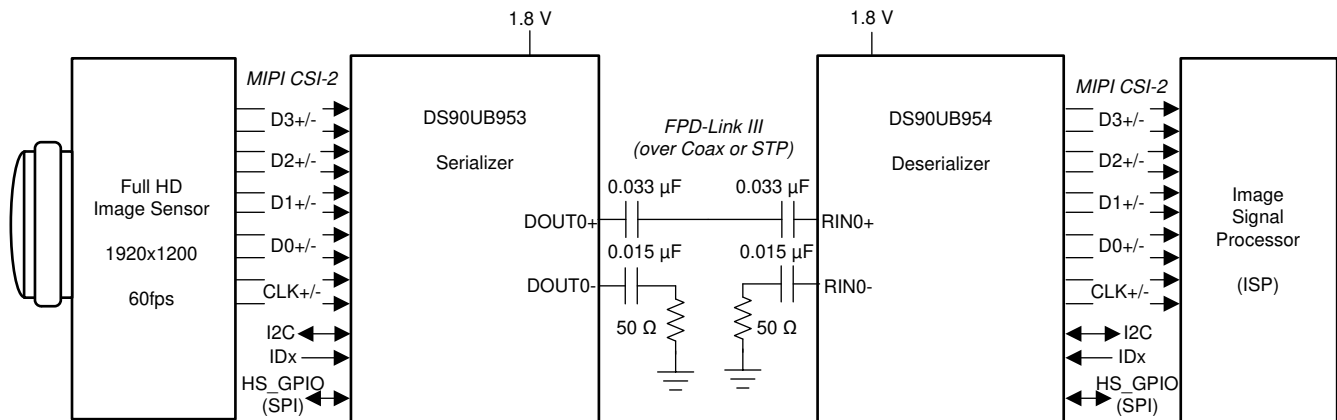 1.8 V
1.8 V
MIPI CSI-2
D3+/-
D2+/-
D1+/-
D0+/-
CLK+/-
I2C
IDx
HS_GPIO
(SPI)
Full HD
Image Sensor
1920x1200
60fps
DS90UB953
Serializer
DOUT0+
DOUT0-
FPD-Link III
(over Coax or STP)
0.033 µF
0.033 µF
0.015 µF
0.015 µF
50 Ω
50 Ω
DS90UB954
Deserializer
RIN0+
RIN0-
MIPI CSI-2
D3+/-
D2+/-
D1+/-
D0+/-
CLK+/-
I2C
IDx
HS_GPIO
(SPI)
Image
Signal
Processor
(ISP)